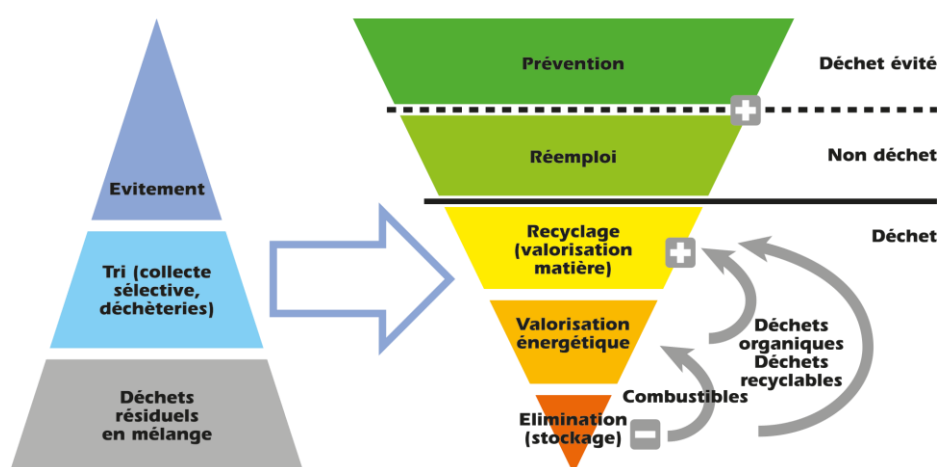 Evitement
Tri (collecte
sélective,
déchèteries)
Déchets
résiduels
en mélange
Prévention
Déchet évité
Réemploi
Non déchet
Recyclage
(valorisation
matière)
Déchet
Valorisation
énergétique
Déchets
organiques
Déchets
recyclables
Combustibles
Elimination
(stockage)